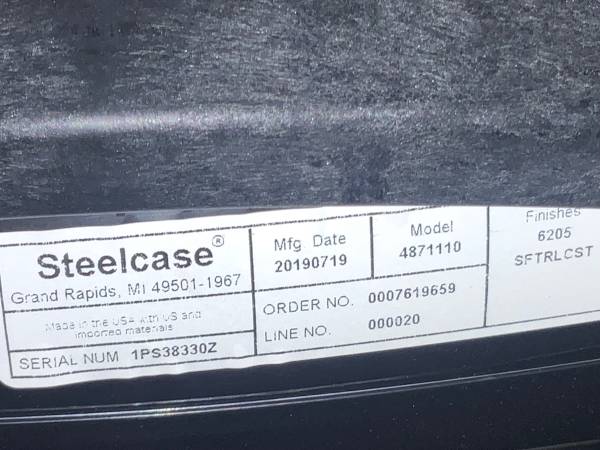 Steelcase®
Grand Rapids, MI 49501-1967
Made in the USA with US and
imported materials
SERIAL NUM 1PS38330Z
Mfg Date
20190719
Model
4871110
ORDER NO. 0007619659
LINE NO. 000020
Finishes
6205
SFTRLCST